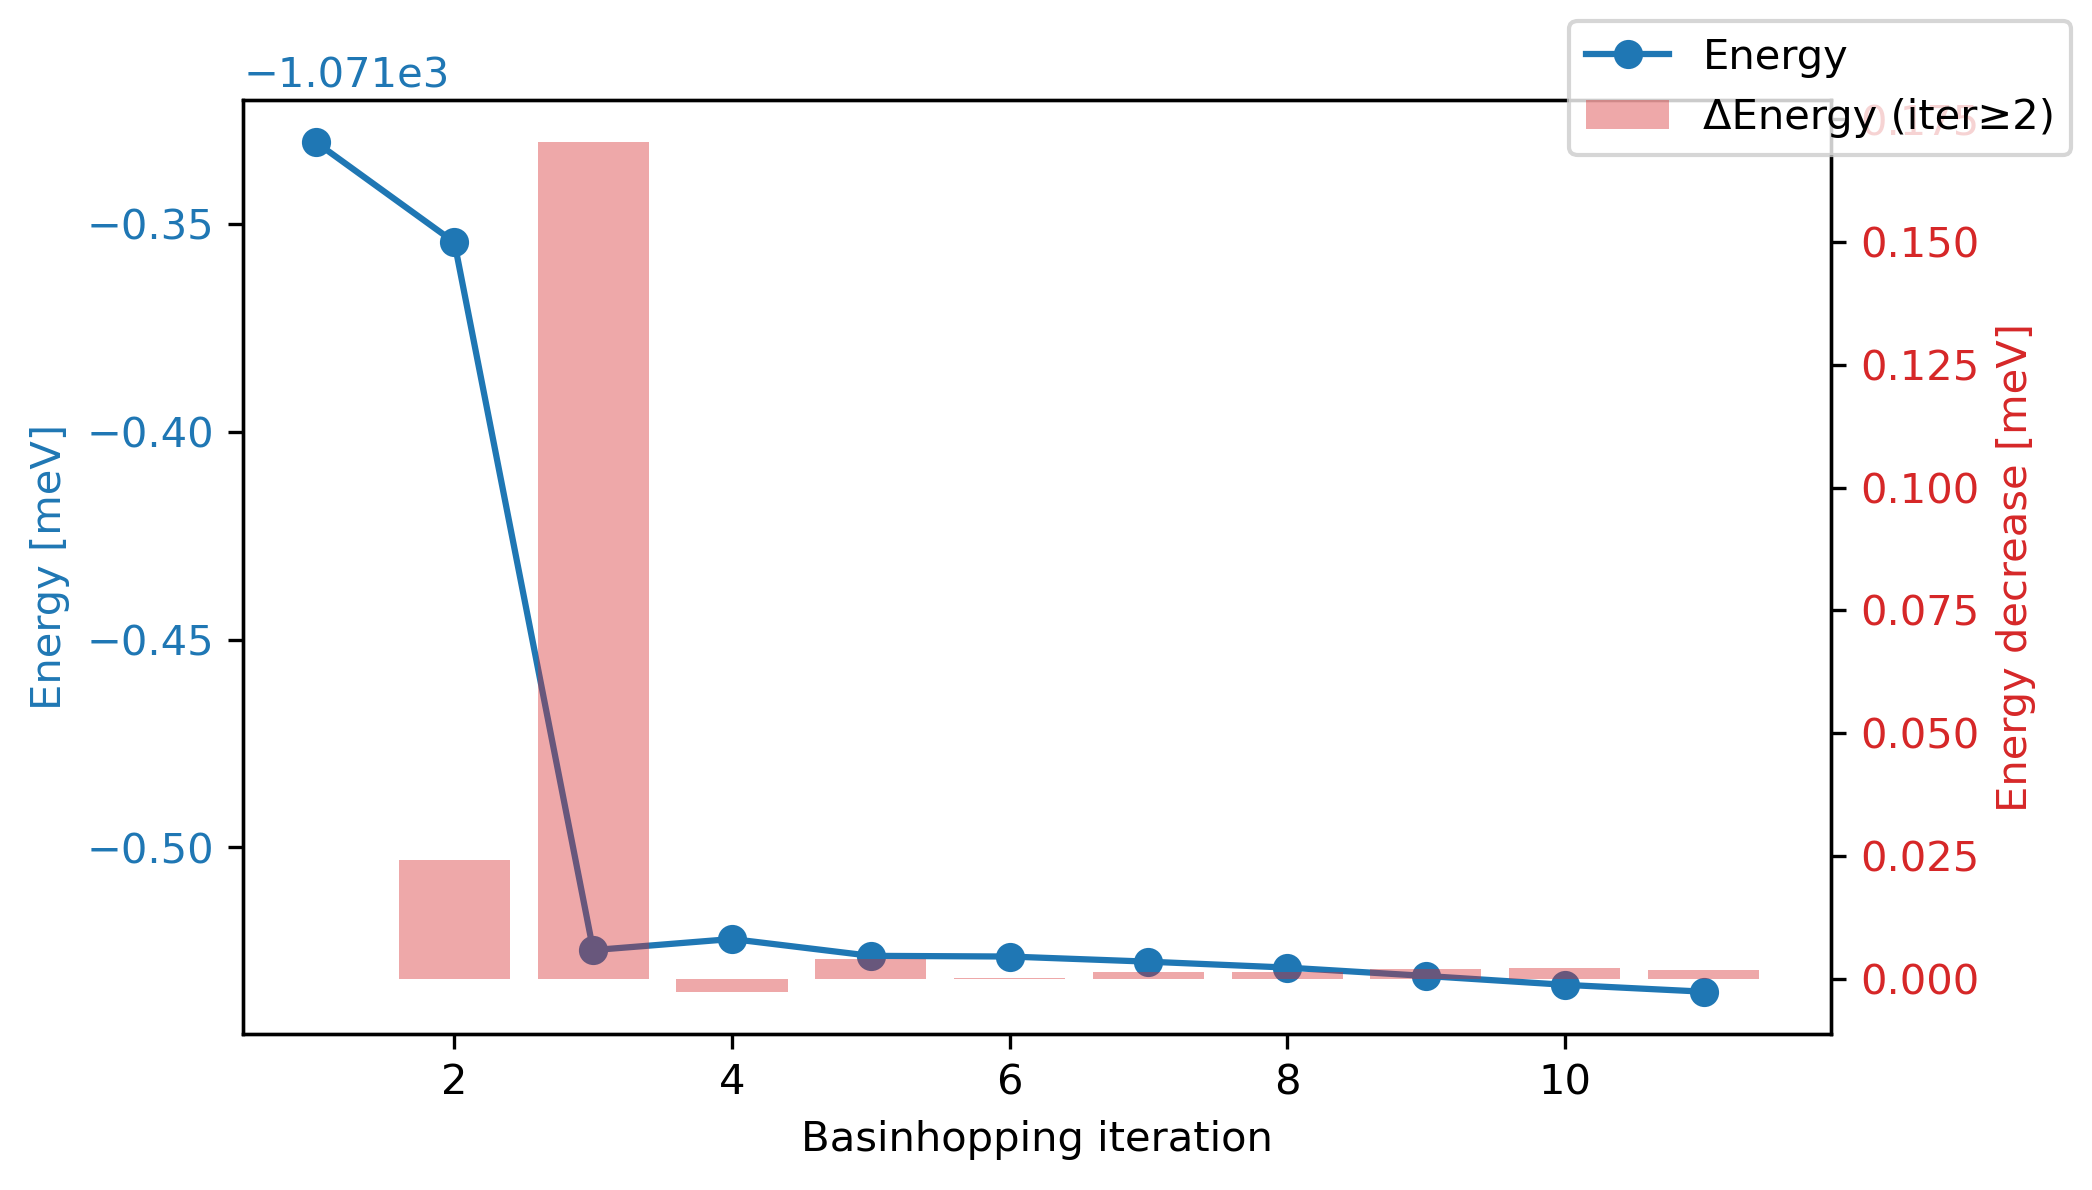 −1.071e3
Energy
ΔEnergy (iter≥2)
0.175
−0.35
−0.40
−0.45
−0.50
Energy [meV]
0.150
0.125
0.100
0.075
0.050
0.025
0.000
Energy decrease [meV]
2 4 6 8 10
Basinhopping iteration